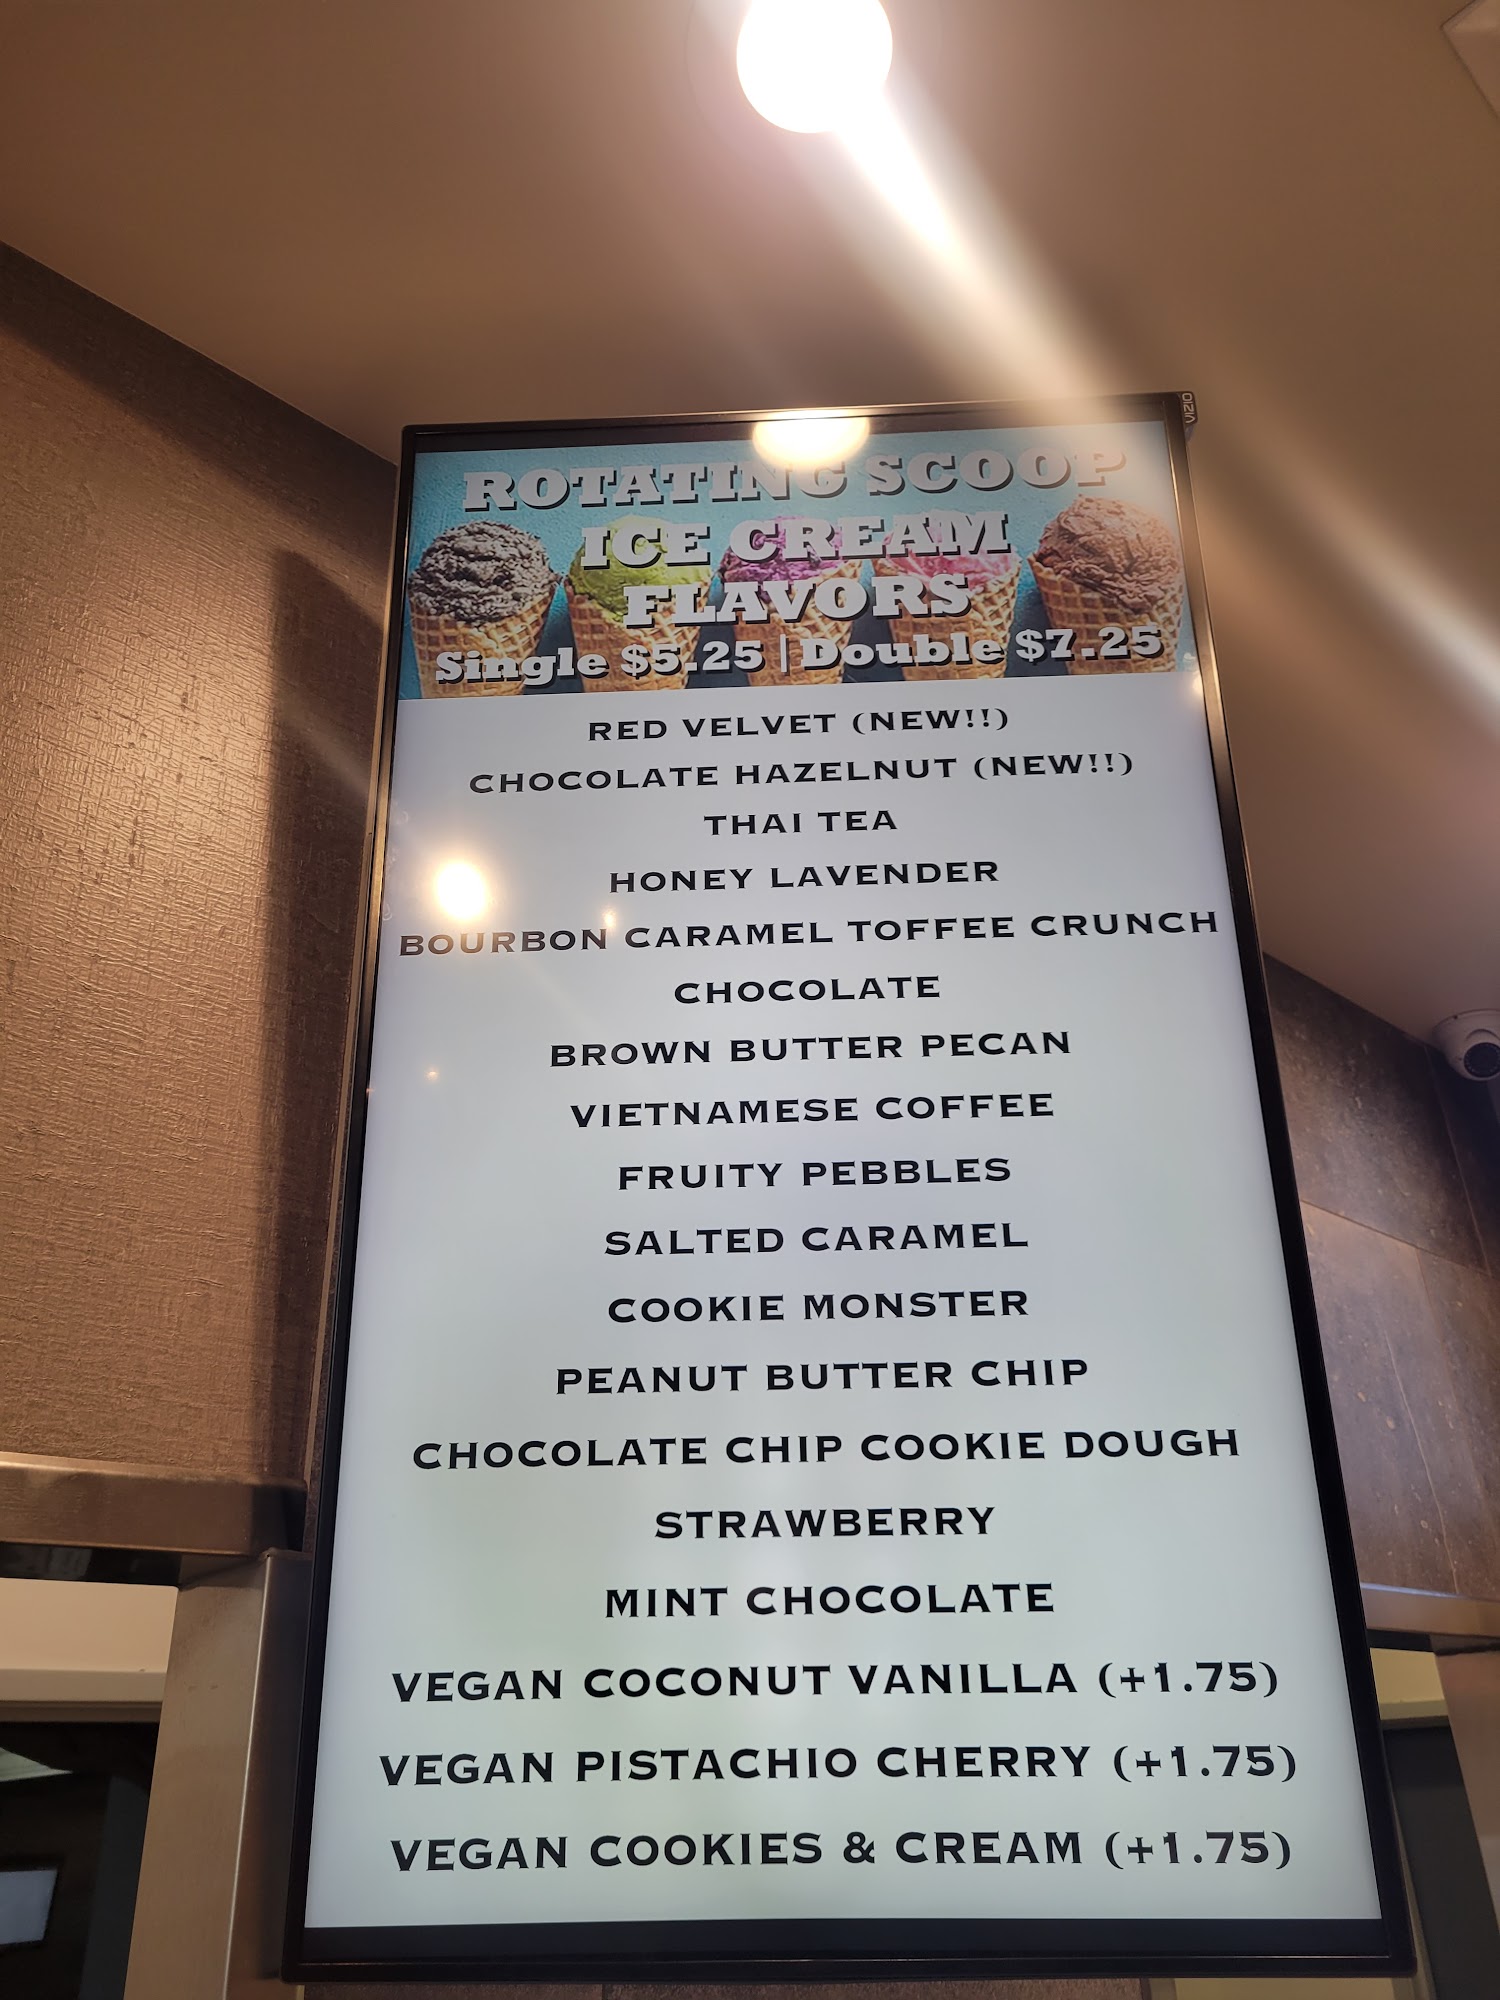 VIZIO
ROTATING SCOOP
ICE CREAM
FLAVORS
Single $5.25 | Double $7.25
RED VELVET (NEW!!)
CHOCOLATE HAZELNUT (NEW!!)
THAI TEA
HONEY LAVENDER
BOURBON CARAMEL TOFFEE CRUNCH
CHOCOLATE
BROWN BUTTER PECAN
VIETNAMESE COFFEE
FRUITY PEBBLES
SALTED CARAMEL
COOKIE MONSTER
PEANUT BUTTER CHIP
CHOCOLATE CHIP COOKIE DOUGH
STRAWBERRY
MINT CHOCOLATE
VEGAN COCONUT VANILLA (+1.75)
VEGAN PISTACHIO CHERRY (+1.75)
VEGAN COOKIES & CREAM (+1.75)